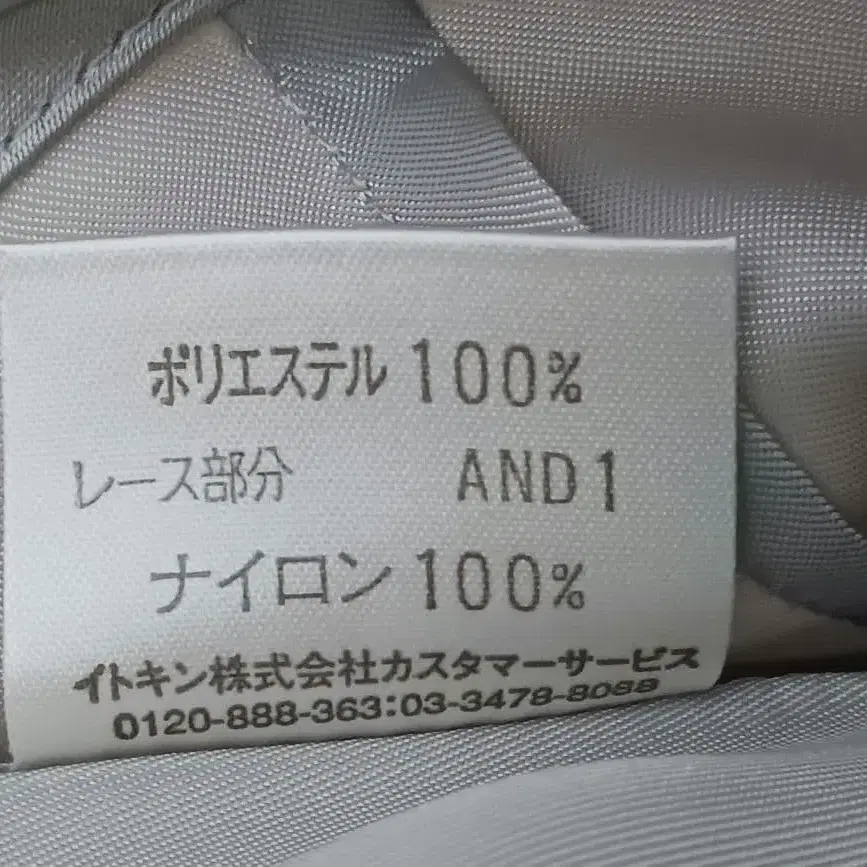 ポリエステル 100%
レース部分 AND1
ナイロン 100%
イトキン株式会社カスタマーサービス
0120-888-363:03-3478-8088